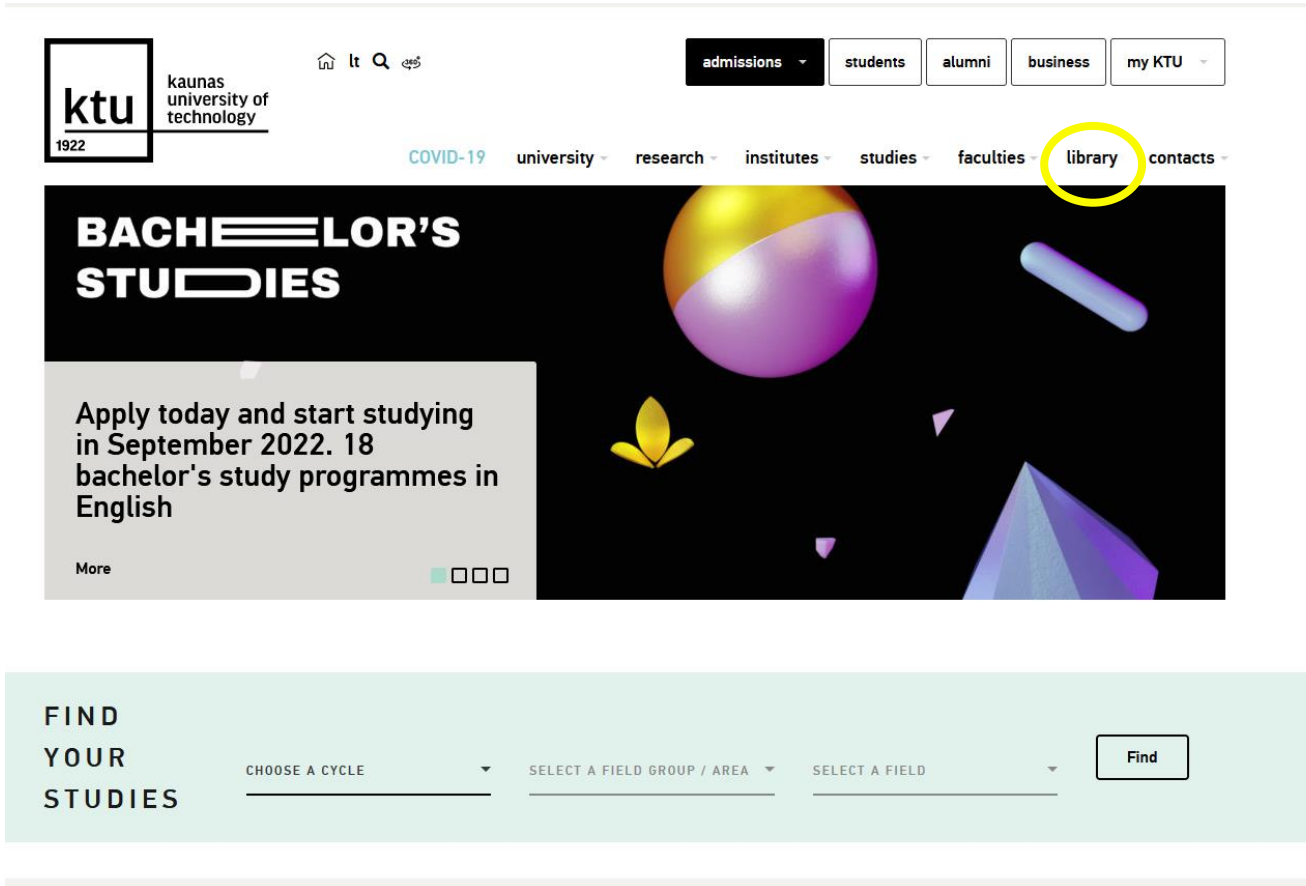 ktu
1922
kaunas
university of
technology
lt
360°
admissions students alumni business my KTU
COVID-19 university research institutes studies faculties library contacts
BACHELOR'S
STUDIES
Apply today and start studying
in September 2022. 18
bachelor's study programmes in
English
More
FIND
YOUR
STUDIES
CHOOSE A CYCLE SELECT A FIELD GROUP / AREA SELECT A FIELD Find